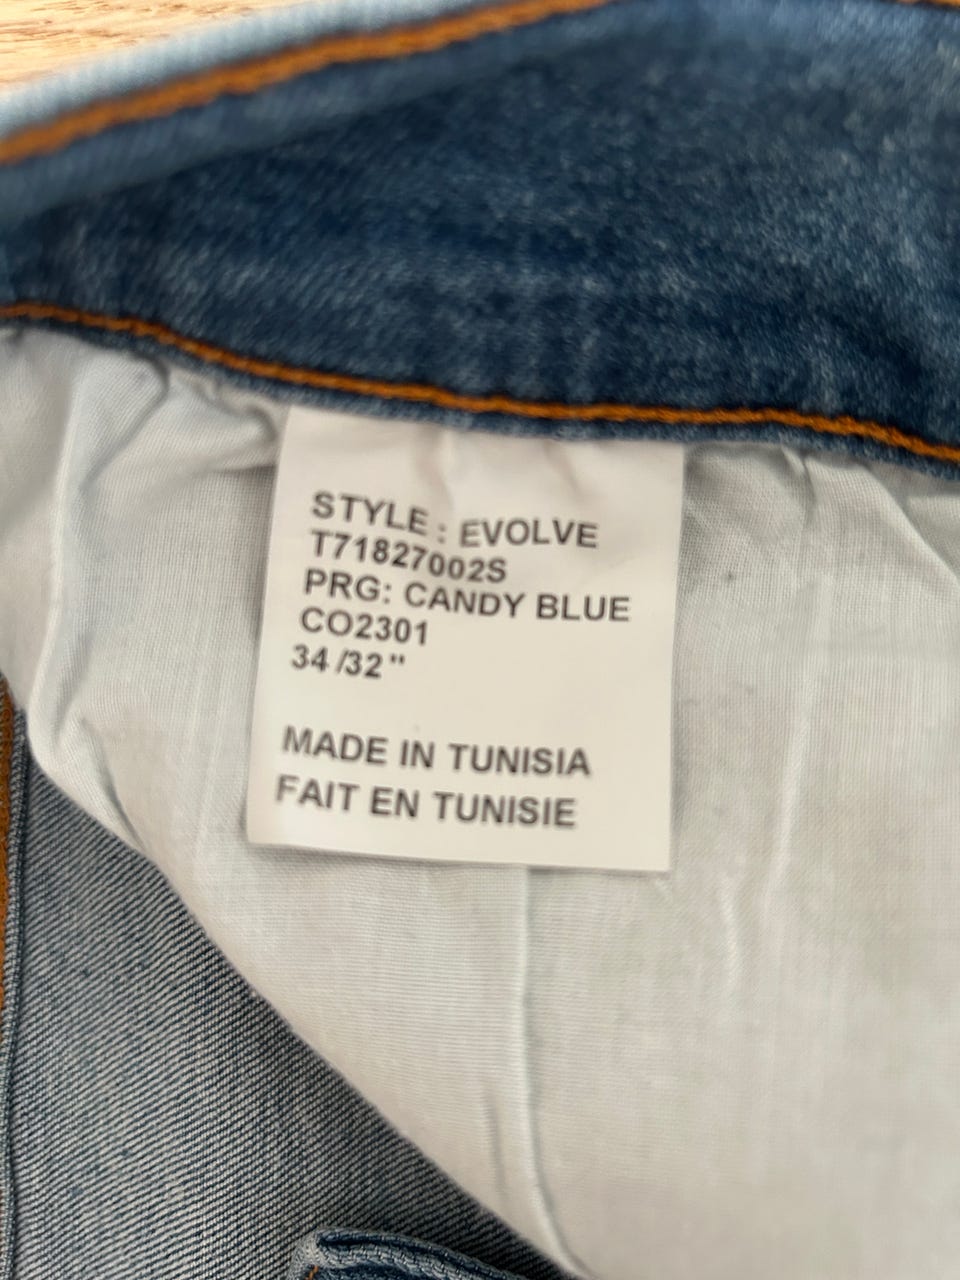 STYLE : EVOLVE
T71827002S
PRG: CANDY BLUE
CO2301
34 /32"
MADE IN TUNISIA
FAIT EN TUNISIE